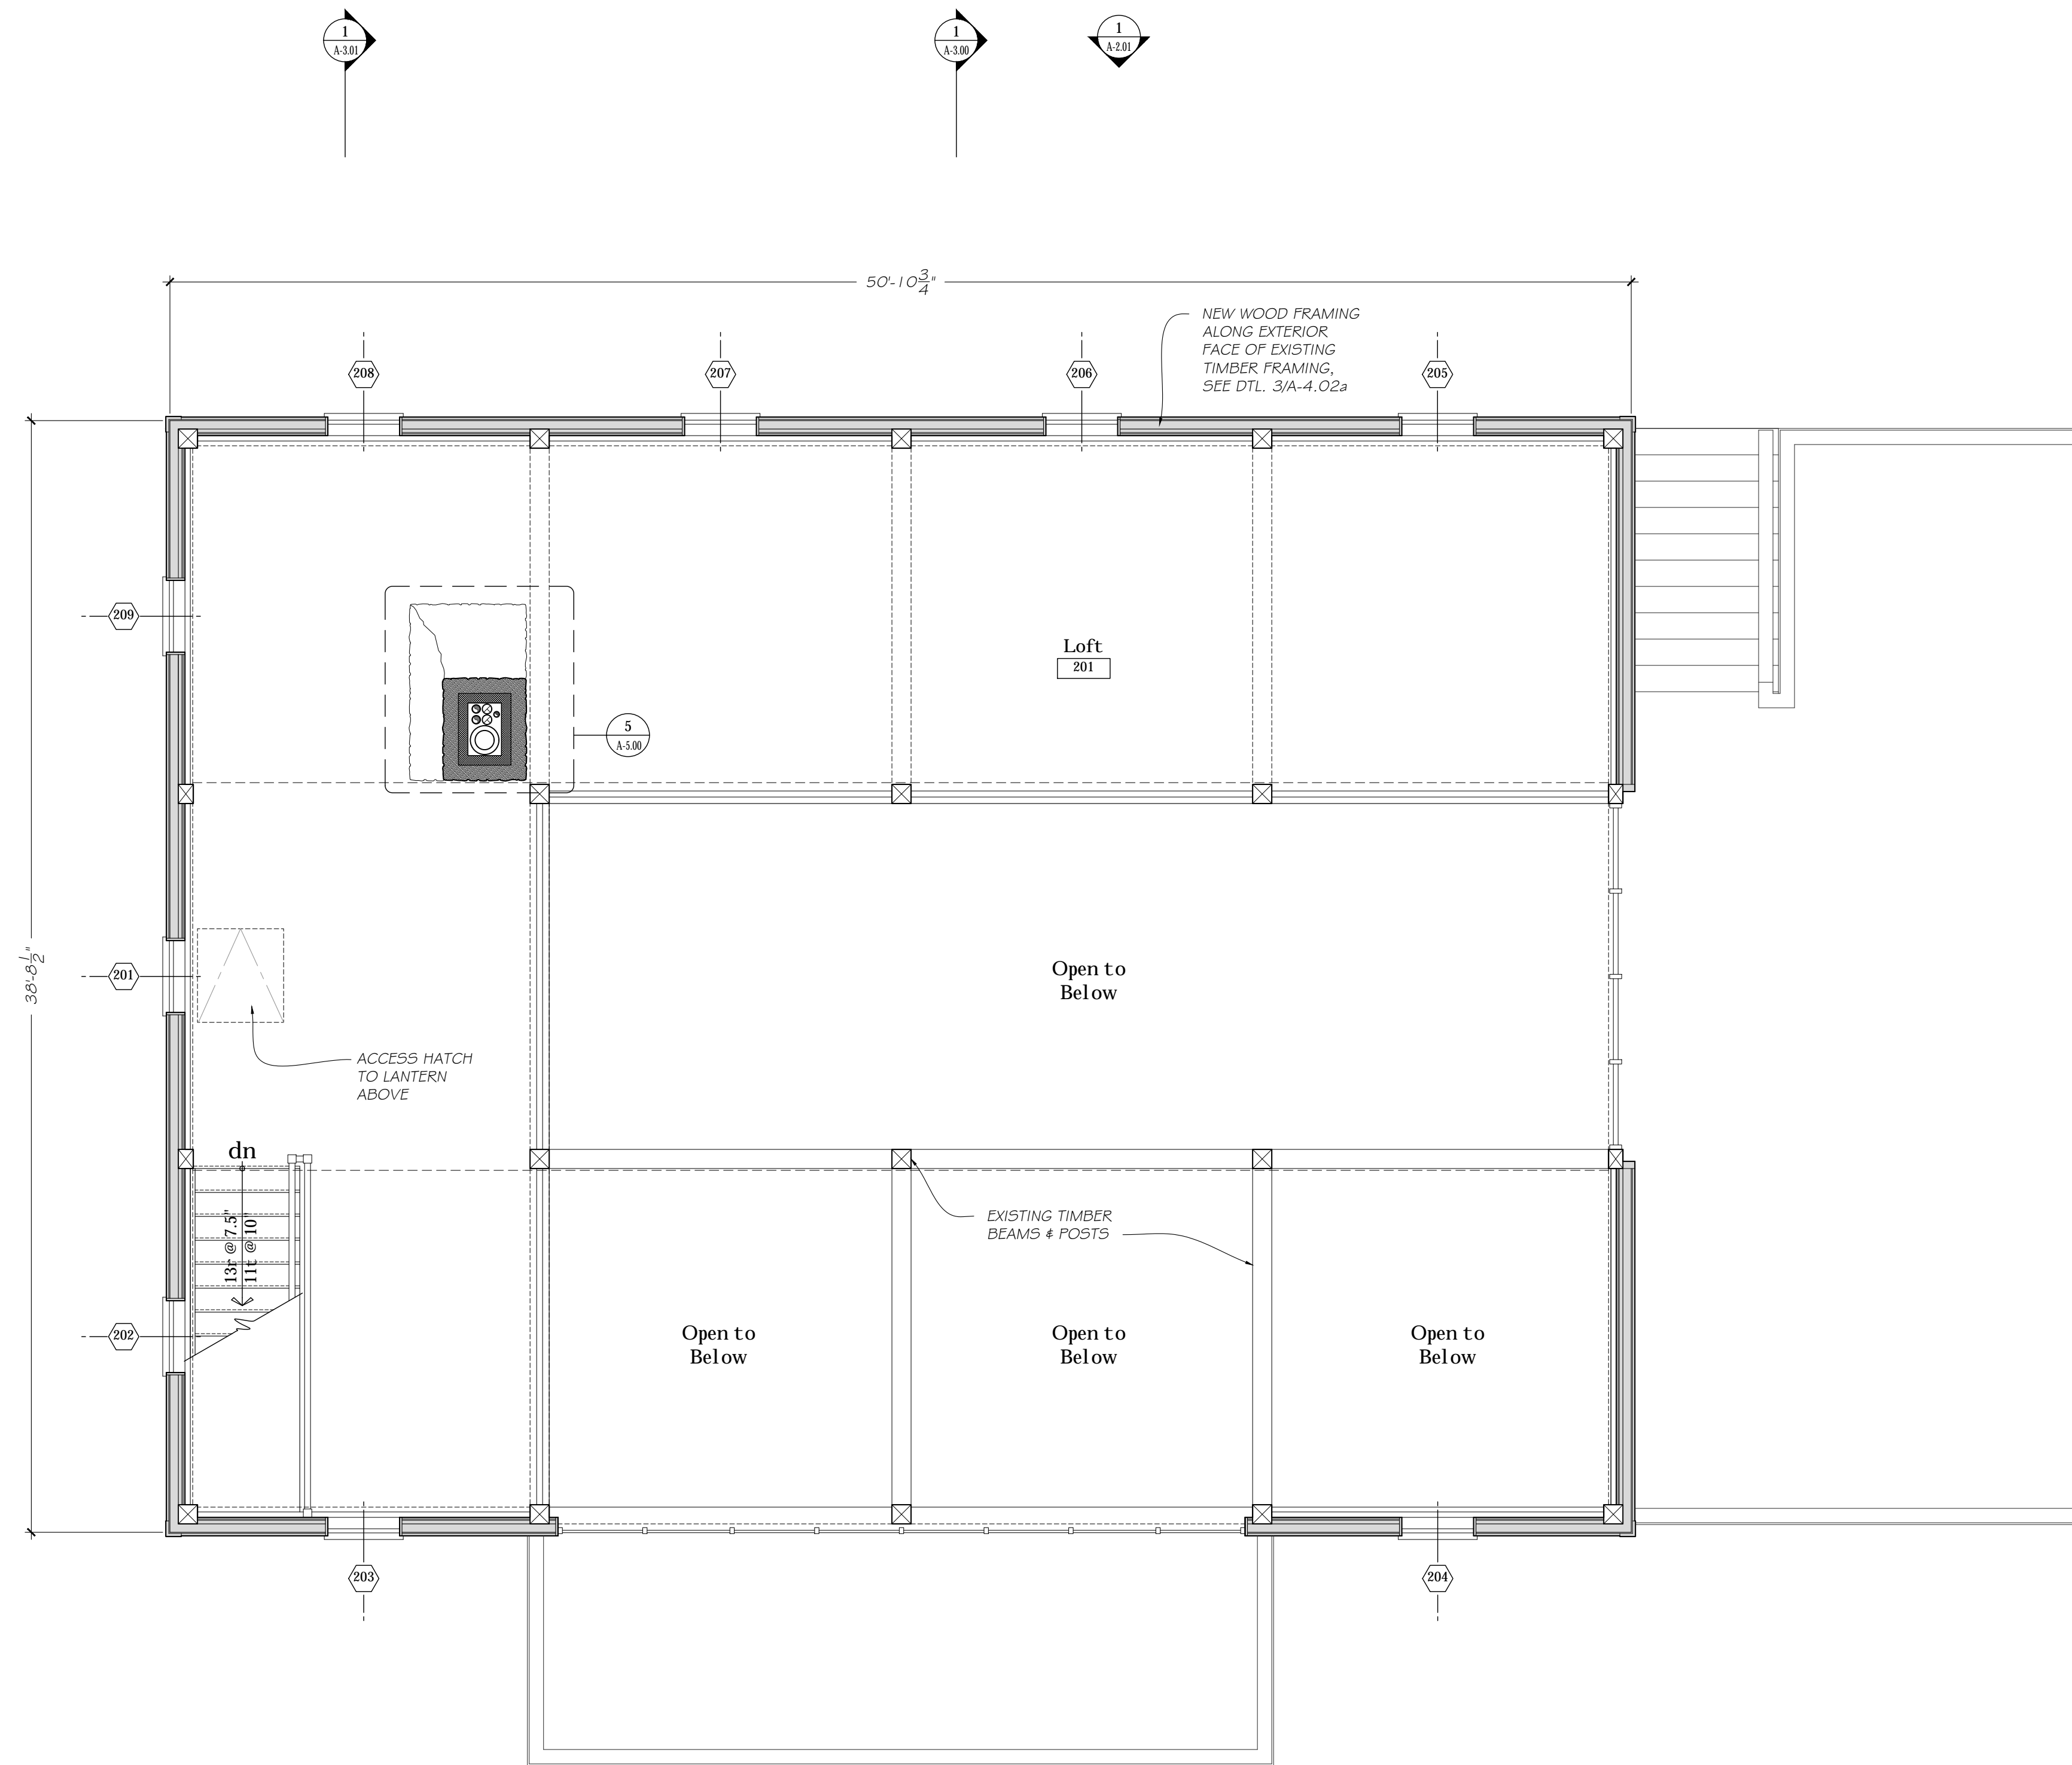 1
A-3.01
1
A-3.00
1
A-2.01
50'-10 3/4"
NEW WOOD FRAMING
ALONG EXTERIOR
FACE OF EXISTING
TIMBER FRAMING,
SEE DTL. 3/A-4.02a
208
207
206
205
209
Loft
201
5
A-5.00
38'-8 1/2"
201
Open to
Below
ACCESS HATCH
TO LANTERN
ABOVE
dn
13r @ 7.5"
11t @ 10"
EXISTING TIMBER
BEAMS & POSTS
202
Open to
Below
Open to
Below
Open to
Below
203
204